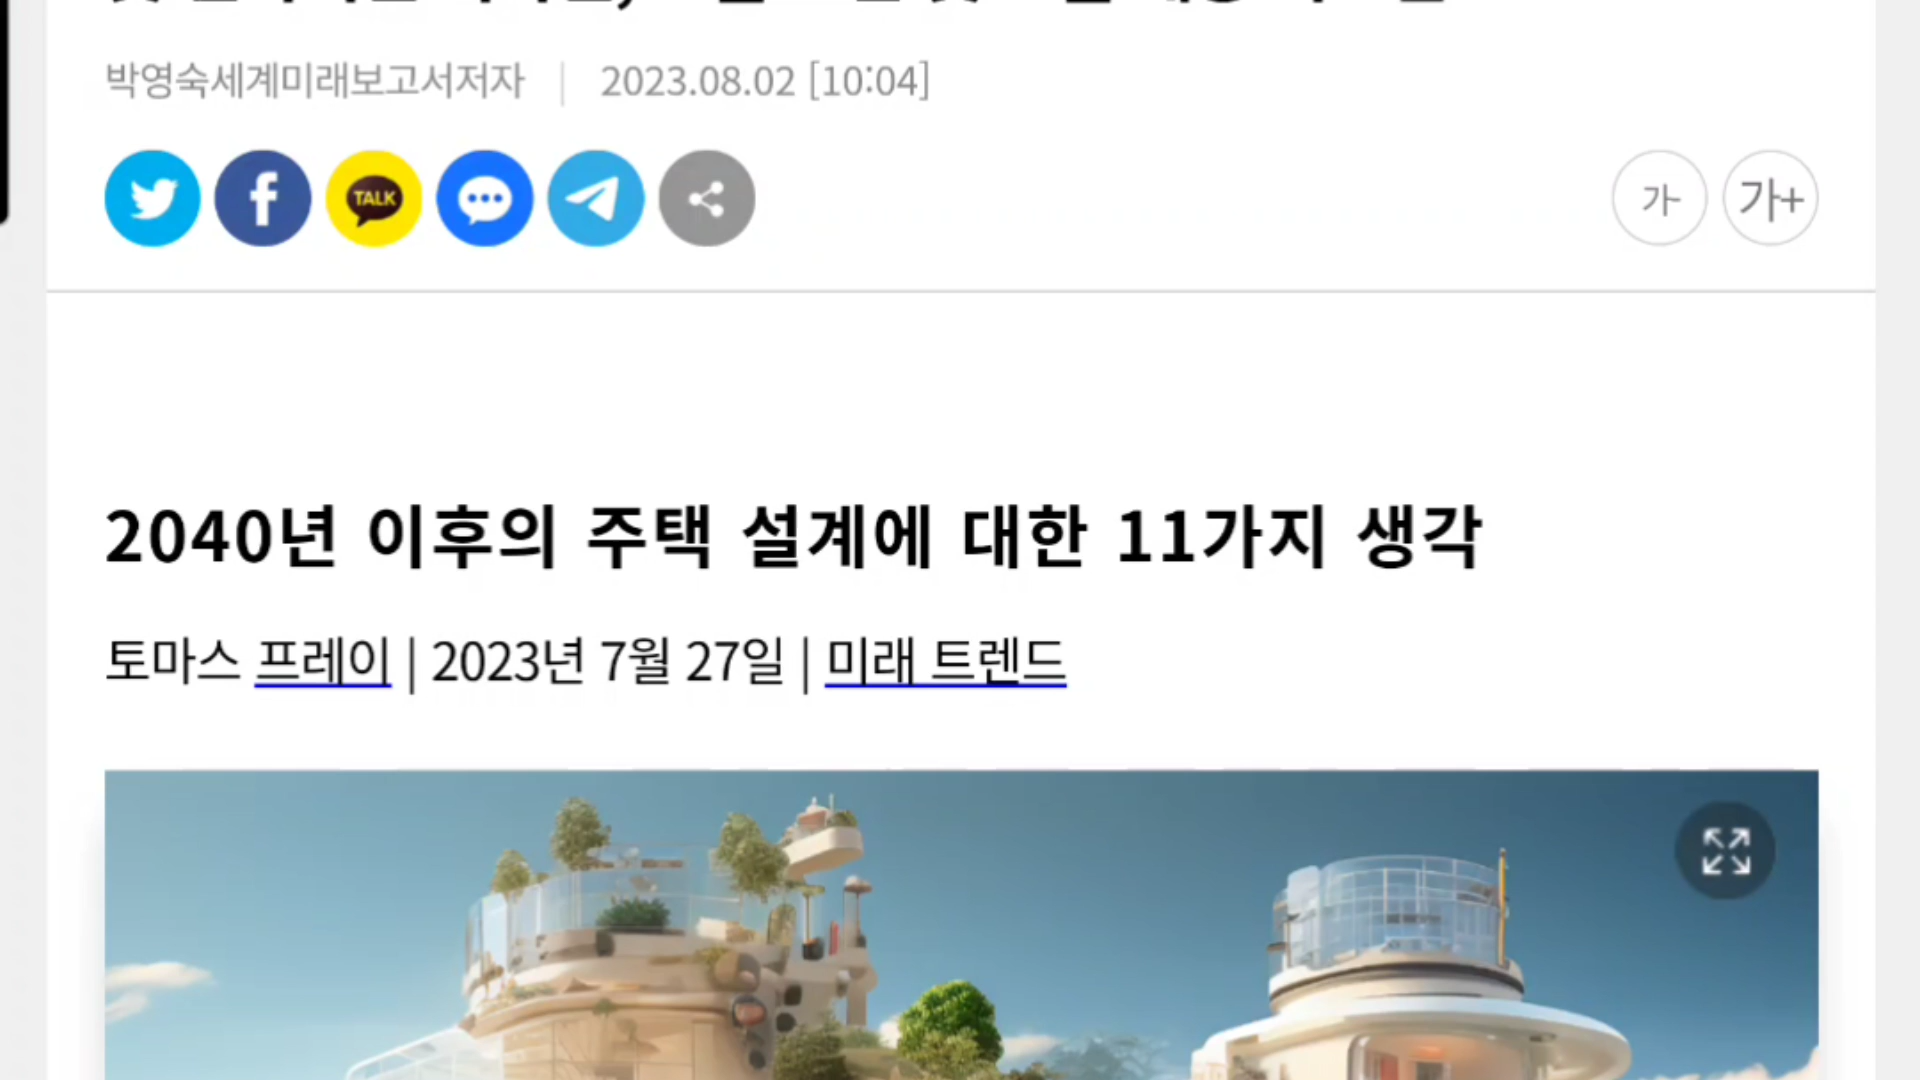 박영숙세계미래보고서저자 | 2023.08.02 [10:04]
TALK
가- 가+
2040년 이후의 주택 설계에 대한 11가지 생각
토마스 프레이 | 2023년 7월 27일 | 미래 트렌드